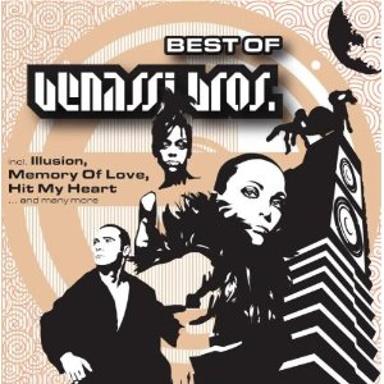 BEST OF
benassi bros.
incl. Illusion,
Memory Of Love,
Hit My Heart
... and many more